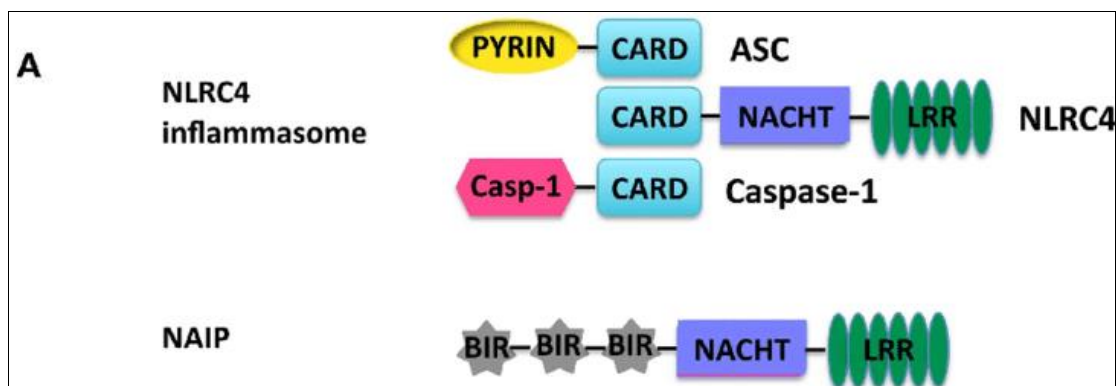 A
PYRIN CARD ASC
NLRC4
inflammasome
CARD NACHT LRR NLRC4
Casp-1 CARD Caspase-1
NAIP
BIR BIR BIR NACHT LRR